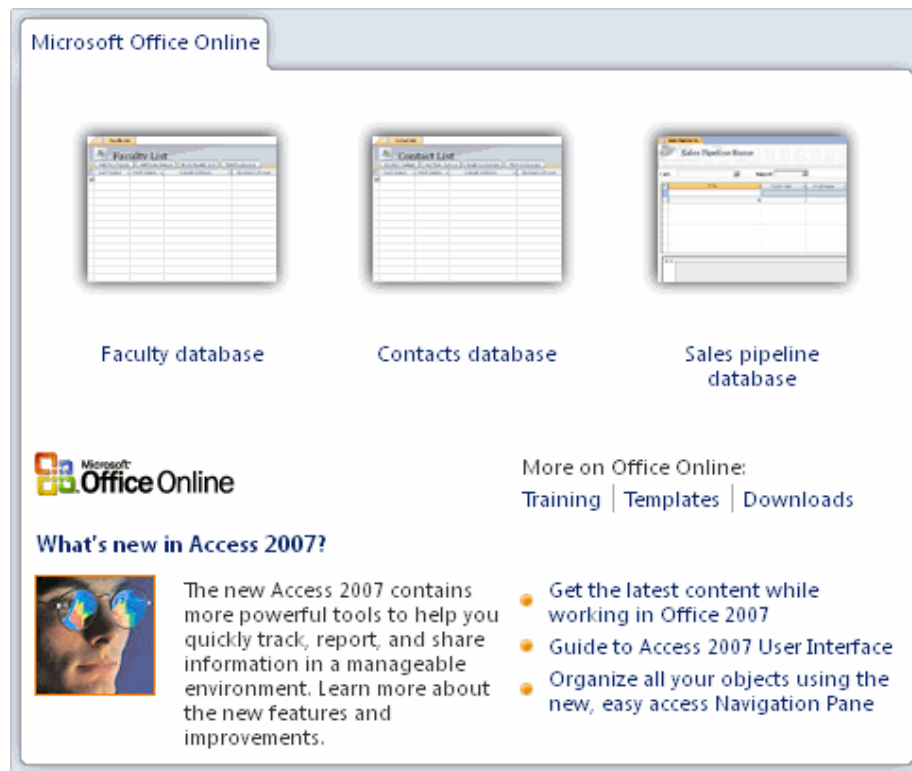 Microsoft Office Online
Faculty List
Contact List
Sales Pipeline Home
Faculty database
Contacts database
Sales pipeline
database
Microsoft
Office Online
More on Office Online:
Training | Templates | Downloads
What's new in Access 2007?
The new Access 2007 contains
more powerful tools to help you
quickly track, report, and share
information in a manageable
environment. Learn more about
the new features and
improvements.
Get the latest content while
working in Office 2007
Guide to Access 2007 User Interface
Organize all your objects using the
new, easy access Navigation Pane